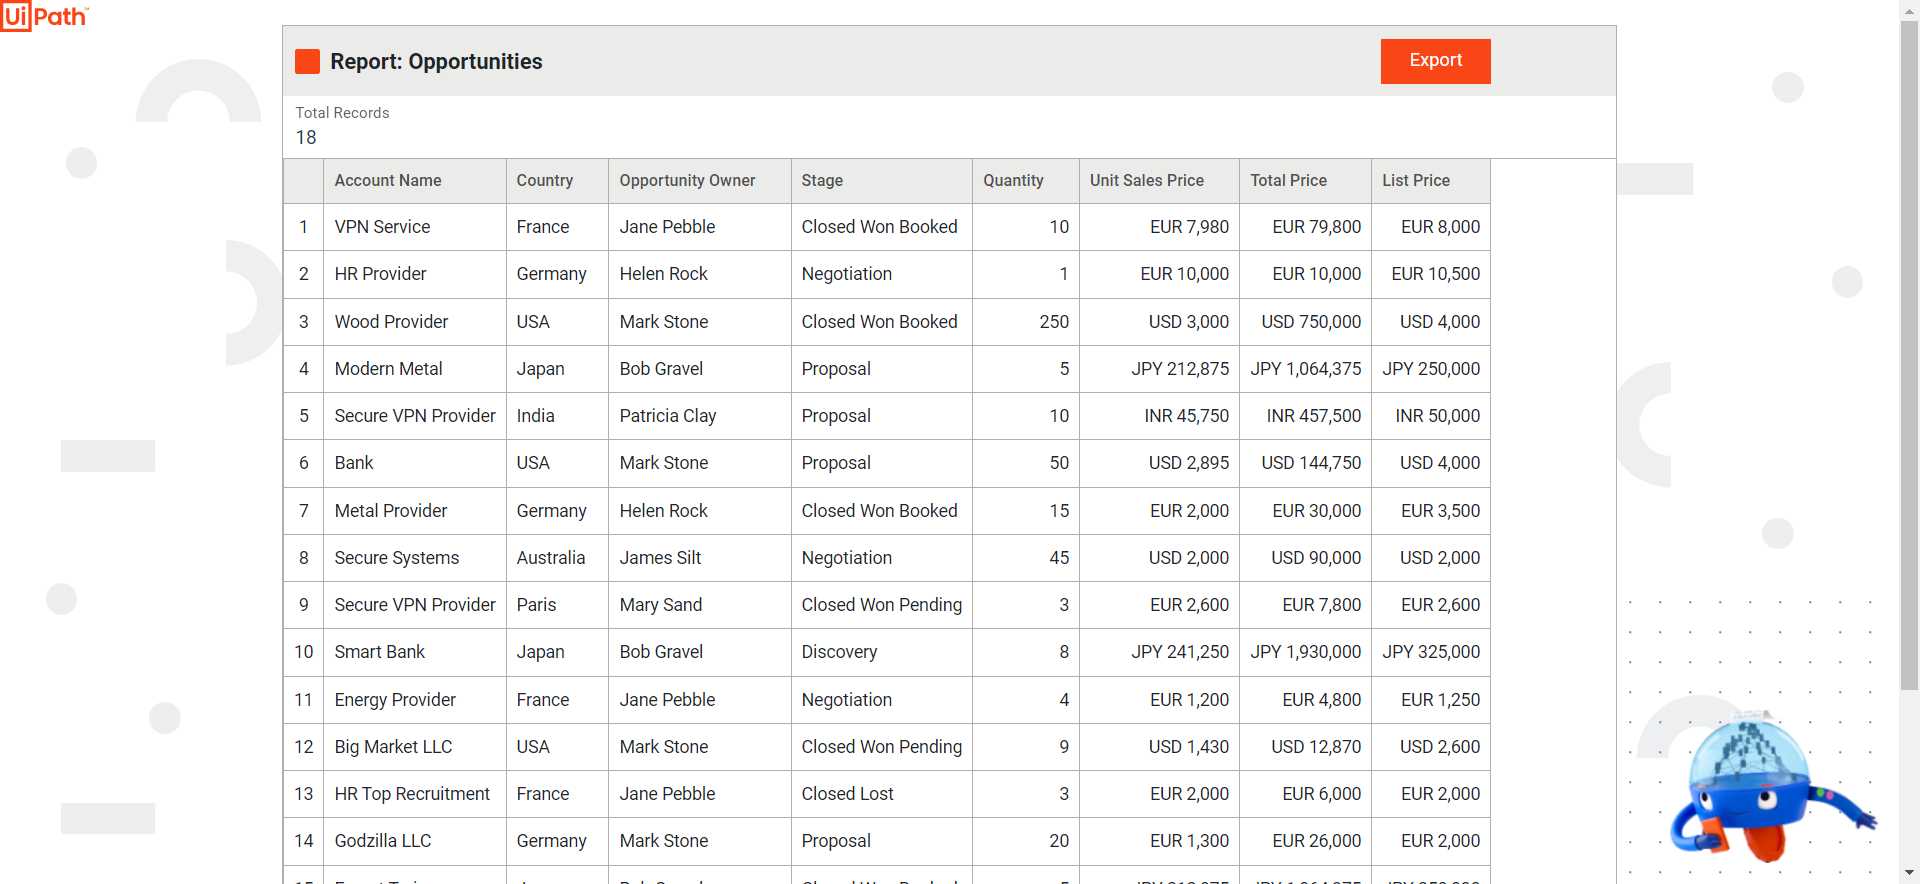 UiPath
Report: Opportunities
Export
Total Records
18
Account Name Country Opportunity Owner Stage Quantity Unit Sales Price Total Price List Price
1 VPN Service France Jane Pebble Closed Won Booked 10 EUR 7,980 EUR 79,800 EUR 8,000
2 HR Provider Germany Helen Rock Negotiation 1 EUR 10,000 EUR 10,000 EUR 10,500
3 Wood Provider USA Mark Stone Closed Won Booked 250 USD 3,000 USD 750,000 USD 4,000
4 Modern Metal Japan Bob Gravel Proposal 5 JPY 212,875 JPY 1,064,375 JPY 250,000
5 Secure VPN Provider India Patricia Clay Proposal 10 INR 45,750 INR 457,500 INR 50,000
6 Bank USA Mark Stone Proposal 50 USD 2,895 USD 144,750 USD 4,000
7 Metal Provider Germany Helen Rock Closed Won Booked 15 EUR 2,000 EUR 30,000 EUR 3,500
8 Secure Systems Australia James Silt Negotiation 45 USD 2,000 USD 90,000 USD 2,000
9 Secure VPN Provider Paris Mary Sand Closed Won Pending 3 EUR 2,600 EUR 7,800 EUR 2,600
10 Smart Bank Japan Bob Gravel Discovery 8 JPY 241,250 JPY 1,930,000 JPY 325,000
11 Energy Provider France Jane Pebble Negotiation 4 EUR 1,200 EUR 4,800 EUR 1,250
12 Big Market LLC USA Mark Stone Closed Won Pending 9 USD 1,430 USD 12,870 USD 2,600
13 HR Top Recruitment France Jane Pebble Closed Lost 3 EUR 2,000 EUR 6,000 EUR 2,000
14 Godzilla LLC Germany Mark Stone Proposal 20 EUR 1,300 EUR 26,000 EUR 2,000